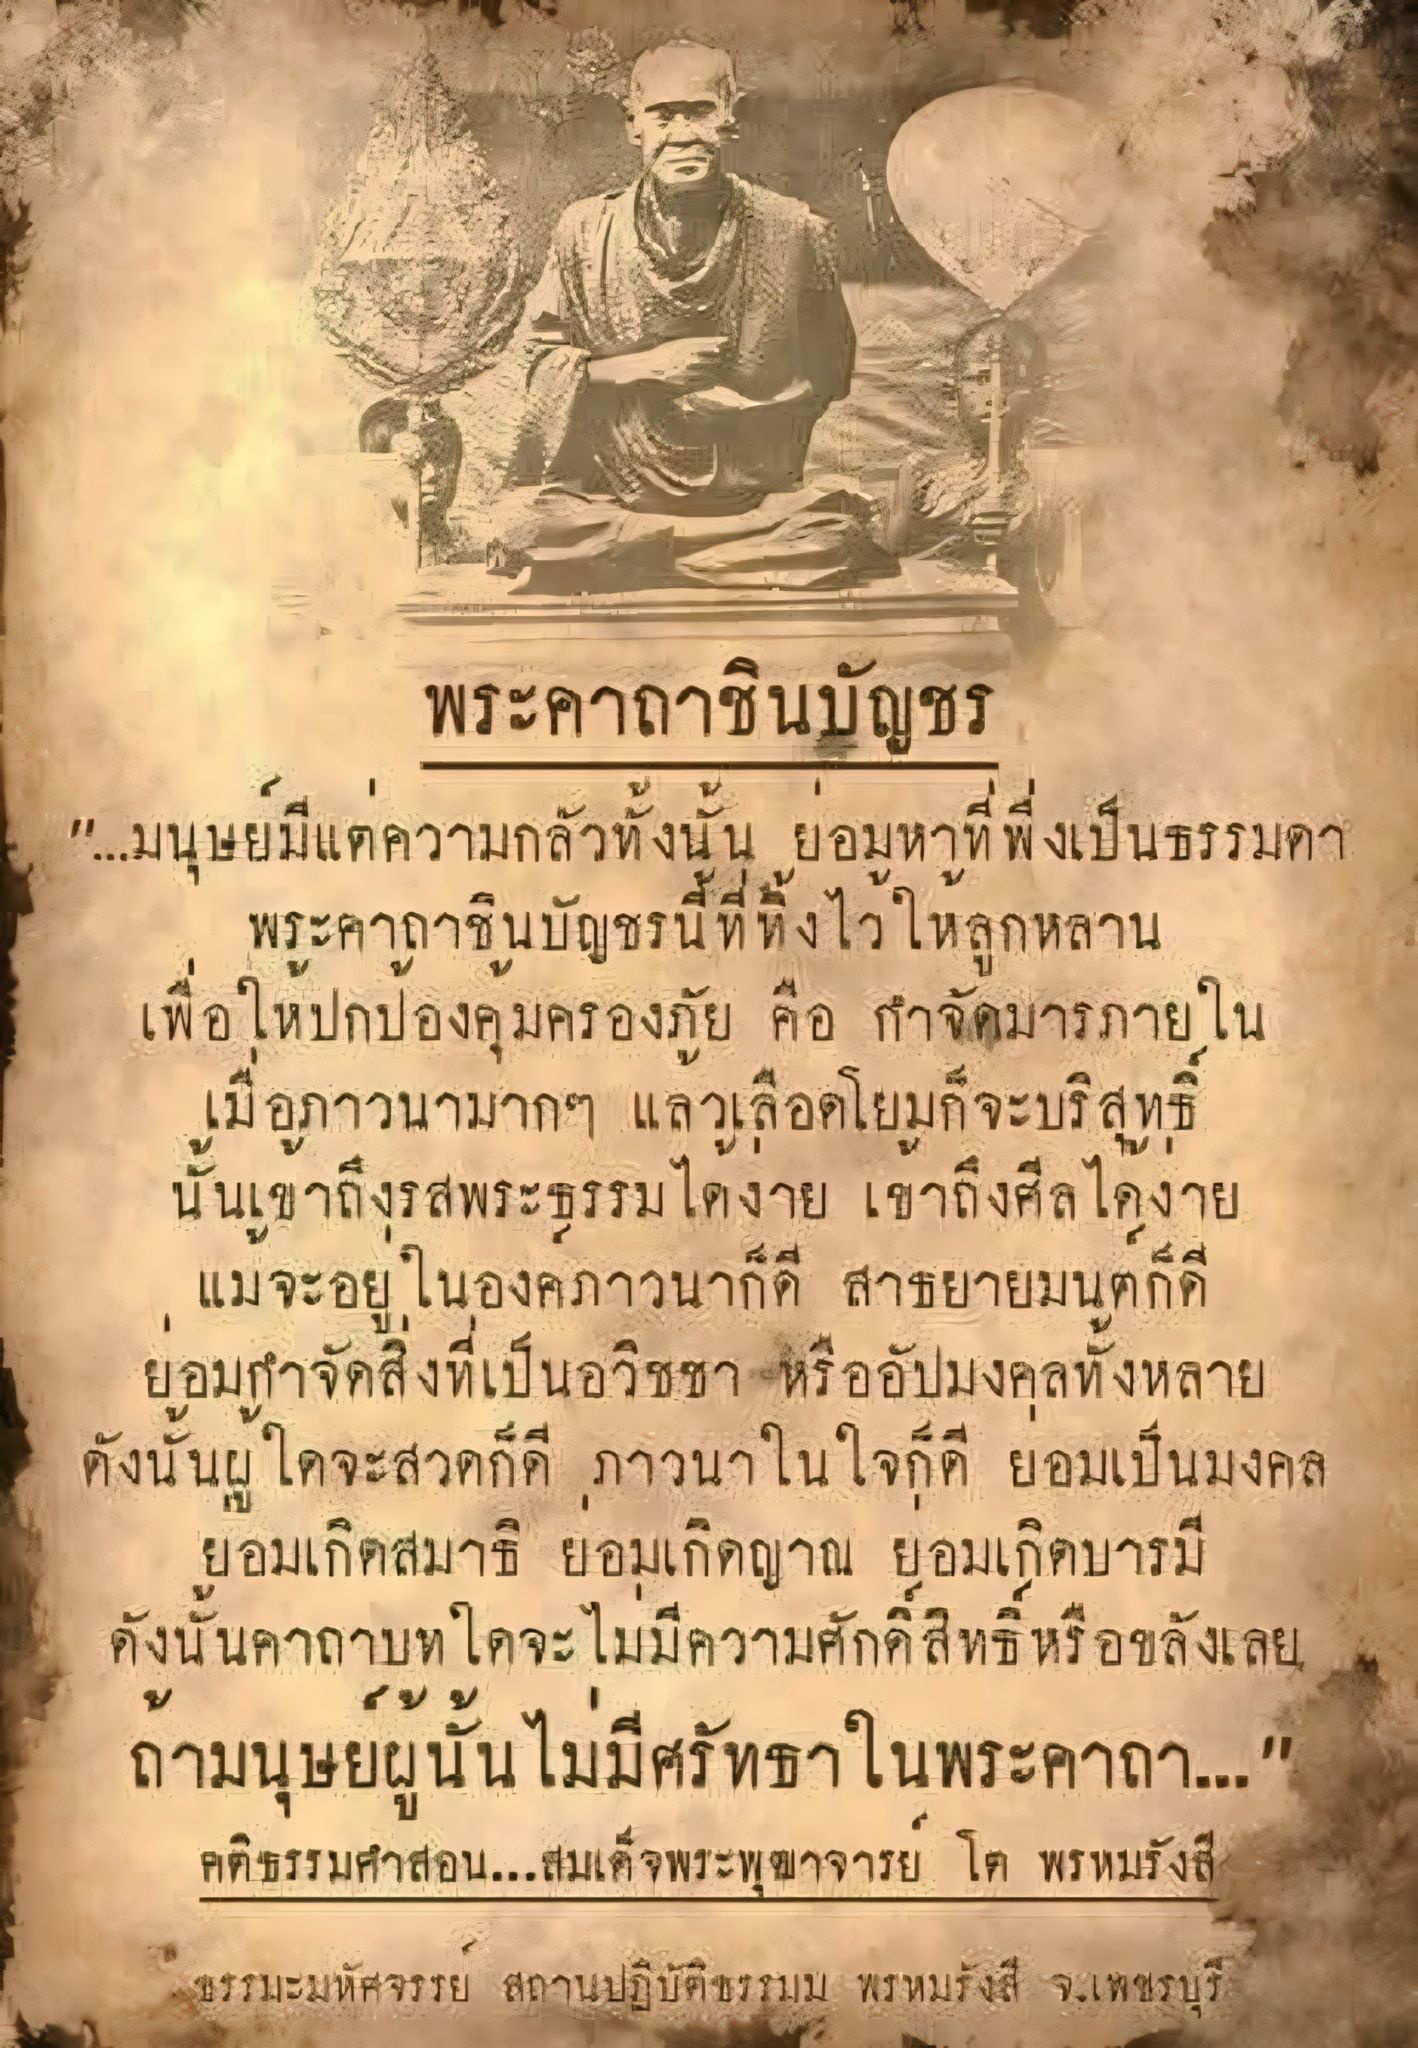 พระคาถาชินบัญชร
"...มนุษย์มีแต่ความกลัวทั้งนั้น ย่อมหาที่พึ่งเป็นธรรมดา
พระคาถาชินบัญชรนี้ที่ทิ้งไว้ให้ลูกหลาน
เพื่อให้ปกป้องคุ้มครองภัย คือ กำจัดมารภายใน
เมื่อภาวนามากๆ แล้วเลือดโยมก็จะบริสุทธิ์
นั้นเข้าถึงรสพระธรรมได้ง่าย เข้าถึงศีลได้ง่าย
แม้จะอยู่ในองค์ภาวนาก็ดี สาธยายมนต์ก็ดี
ย่อมกำจัดสิ่งที่เป็นอวิชชา หรืออัปมงคลทั้งหลาย
ดังนั้นผู้ใดจะสวดก็ดี ภาวนาในใจก็ดี ย่อมเป็นมงคล
ย่อมเกิดสมาธิ ย่อมเกิดญาณ ย่อมเกิดบารมี
ดังนั้นคาถาบทใดจะไม่มีความศักดิ์สิทธิ์หรือขลังเลย
ถ้ามนุษย์ผู้นั้นไม่มีศรัทธาในพระคาถา..."
คติธรรมคำสอน...สมเด็จพระพุฒาจารย์ โต พรหมรังสี
ธรรมะมหัศจรรย์ สถานปฏิบัติธรรมม พรหมรังสี จ.เพชรบุรี